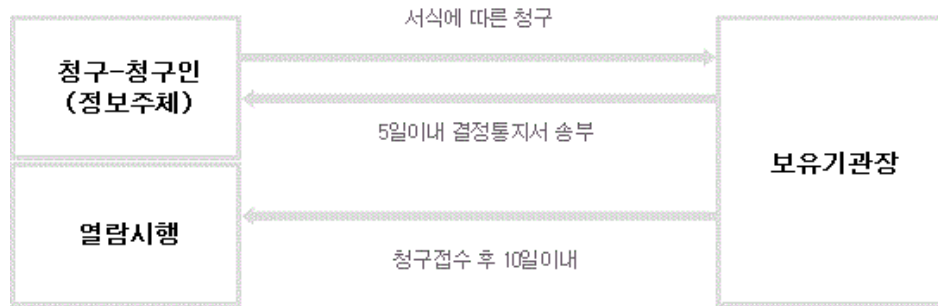 서식에 따른 청구
청구-청구인
(정보주체)
5일이내 결정통지서 송부
보유기관장
열람시행
청구접수 후 10일이내